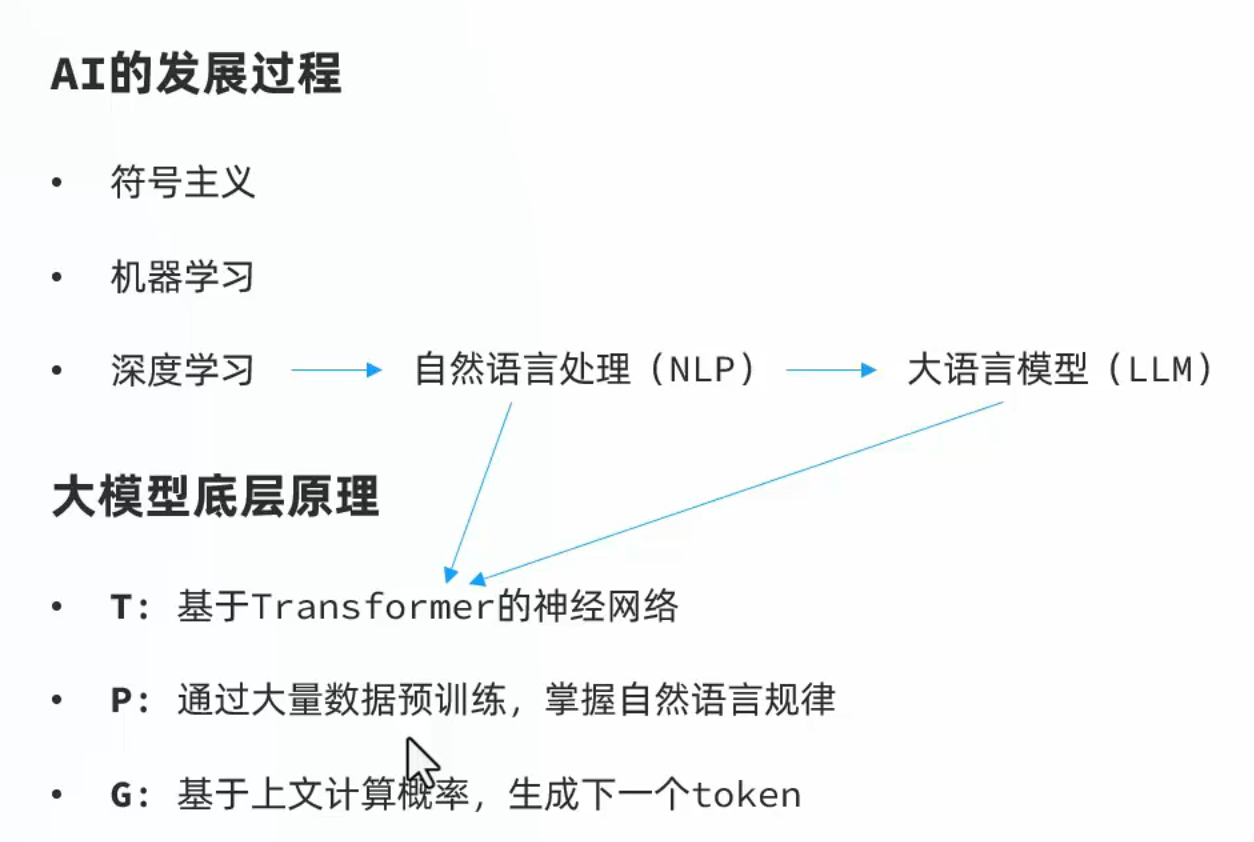 AI的发展过程
• 符号主义
• 机器学习
• 深度学习 自然语言处理（NLP） 大语言模型（LLM）
大模型底层原理
• T： 基于Transformer的神经网络
• P： 通过大量数据预训练，掌握自然语言规律
• G： 基于上文计算概率，生成下一个token